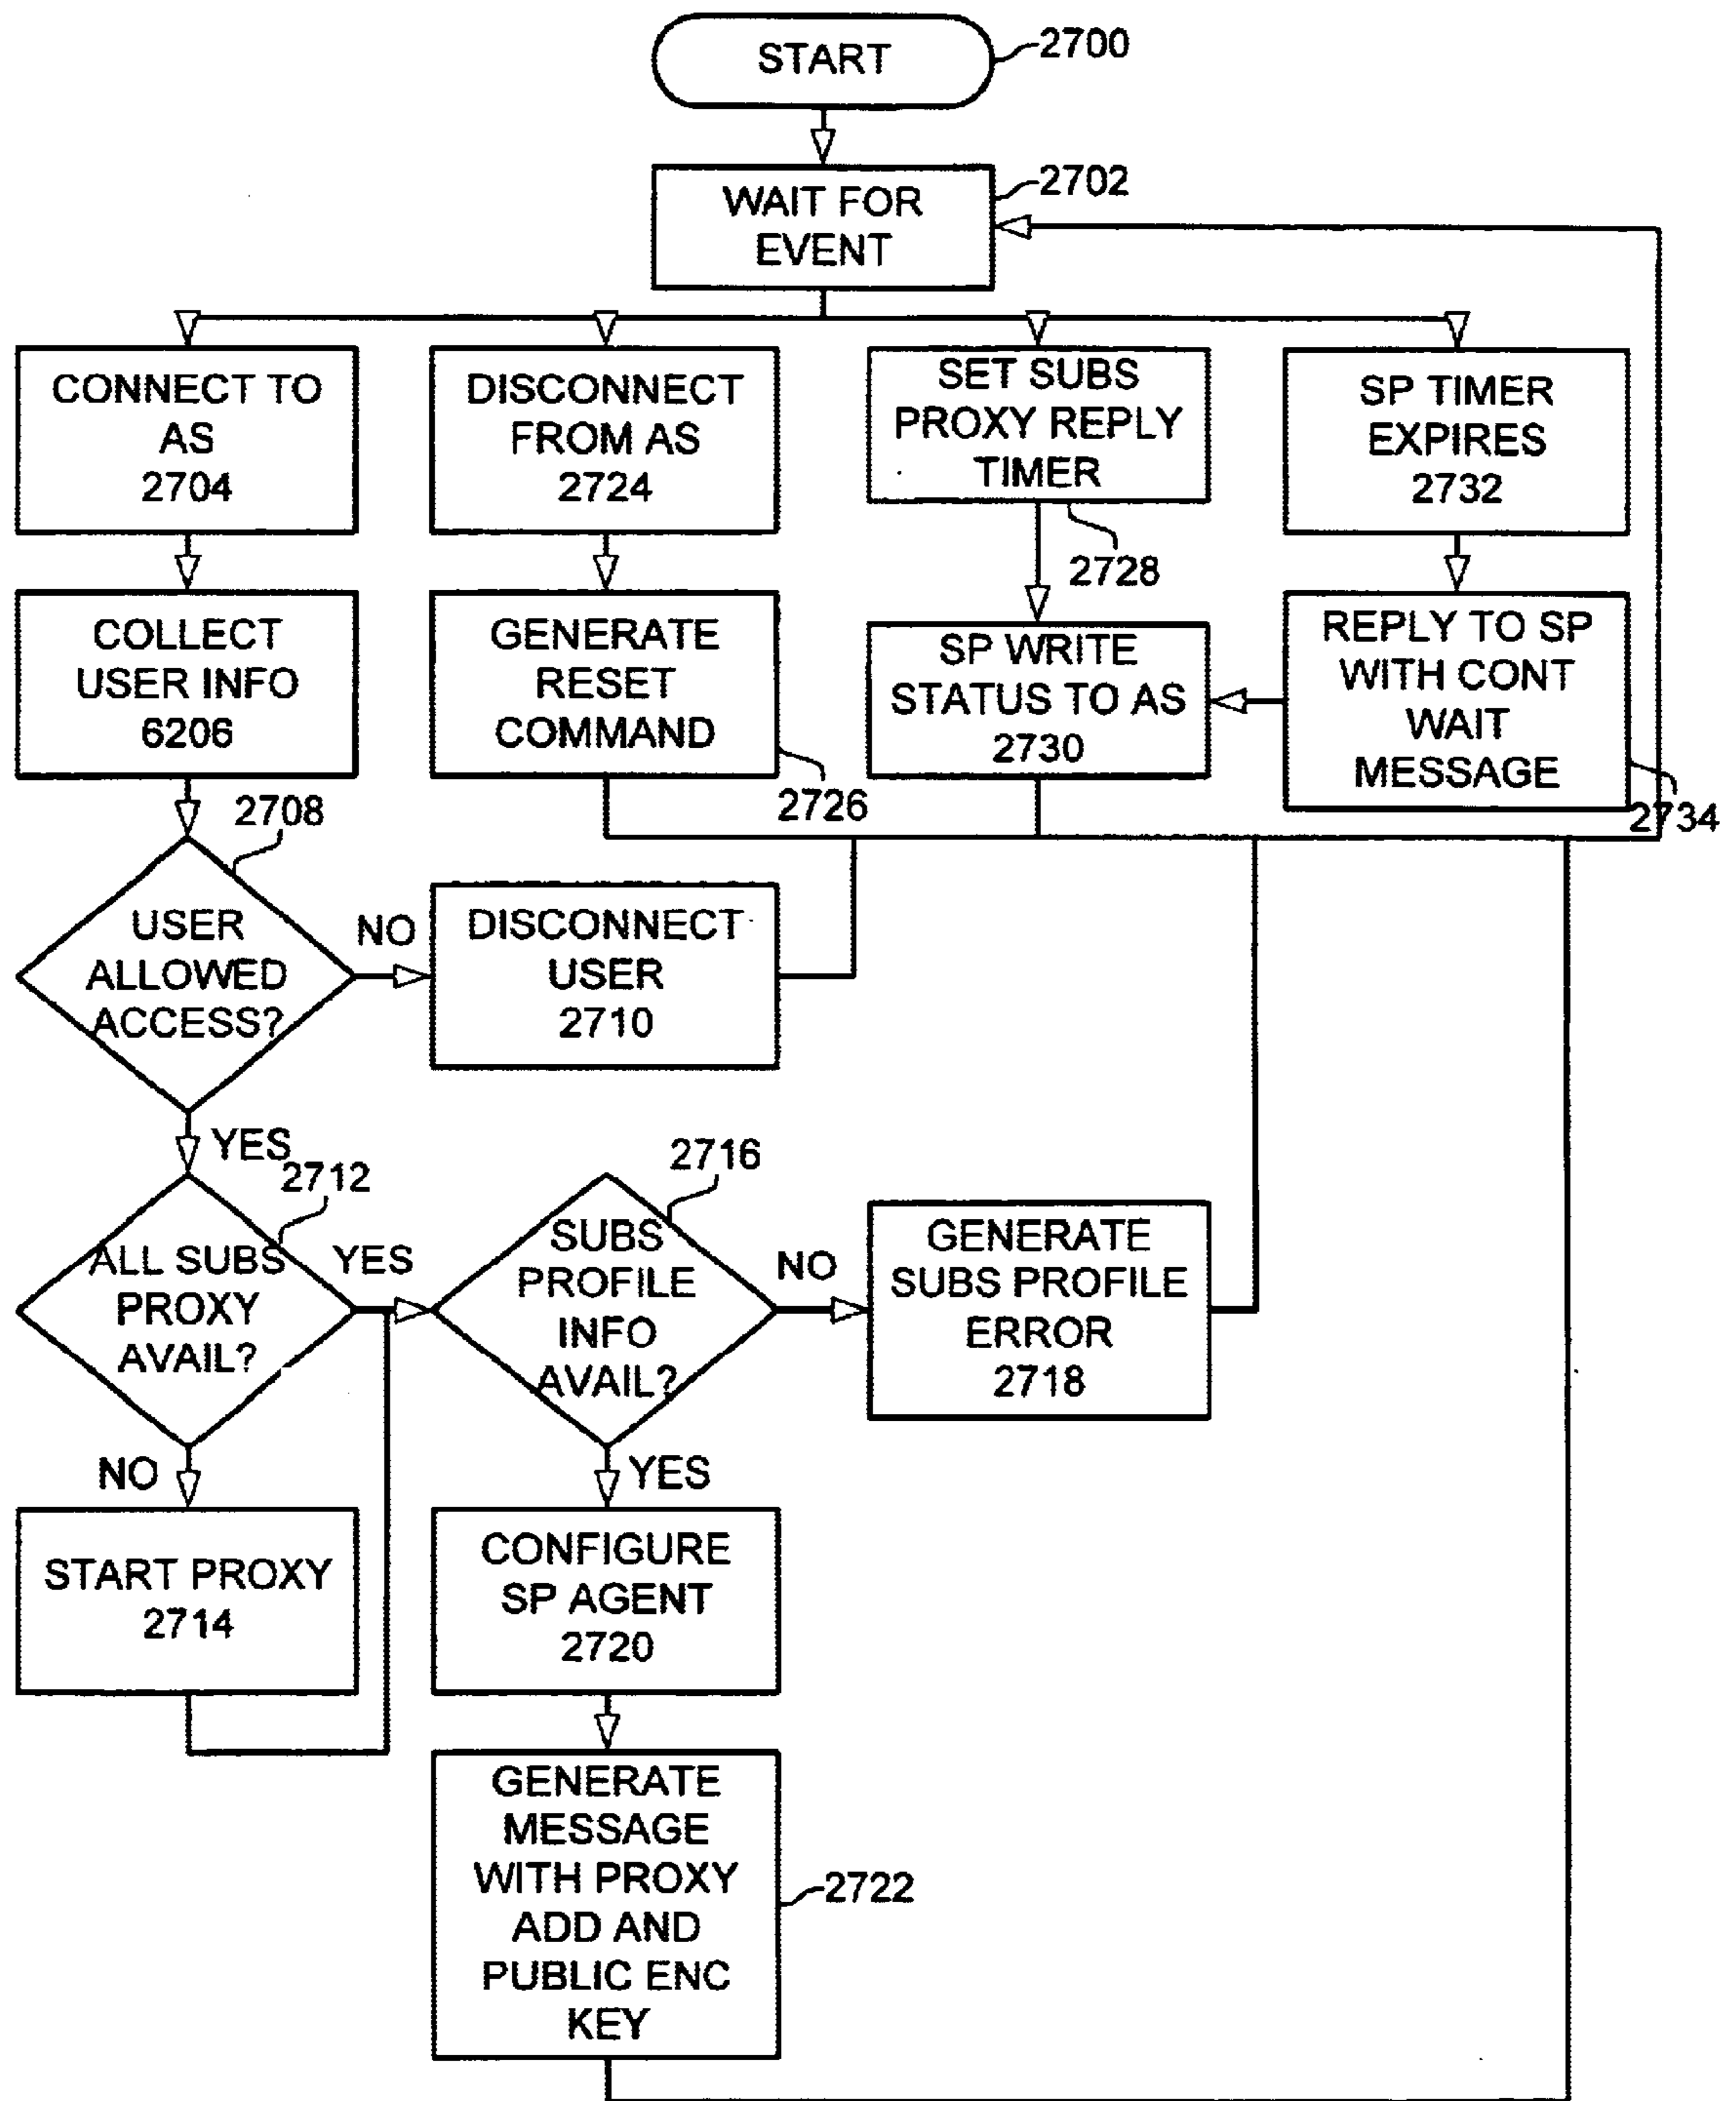 START
2700
WAIT FOR
EVENT
2702
CONNECT TO
AS
2704
DISCONNECT
FROM AS
2724
SET SUBS
PROXY REPLY
TIMER
2728
SP TIMER
EXPIRES
2732
COLLECT
USER INFO
6206
GENERATE
RESET
COMMAND
2726
SP WRITE
STATUS TO AS
2730
REPLY TO SP
WITH CONT
WAIT
MESSAGE
2734
2708
USER
ALLOWED
ACCESS?
NO
DISCONNECT
USER
2710
YES
2712
ALL SUBS
PROXY
AVAIL?
YES
2716
SUBS
PROFILE
INFO
AVAIL?
NO
GENERATE
SUBS PROFILE
ERROR
2718
NO
START PROXY
2714
YES
CONFIGURE
SP AGENT
2720
GENERATE
MESSAGE
WITH PROXY
ADD AND
PUBLIC ENC
KEY
2722